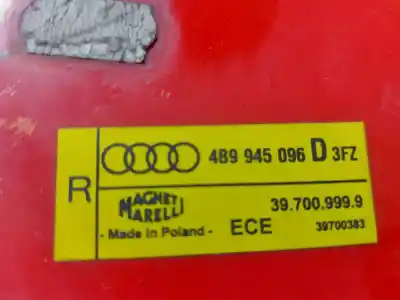 R
4B9 945 096 D 3FZ
MAGNETI
MARELLI
39.700.999.9
- Made in Poland -
ECE
39700383